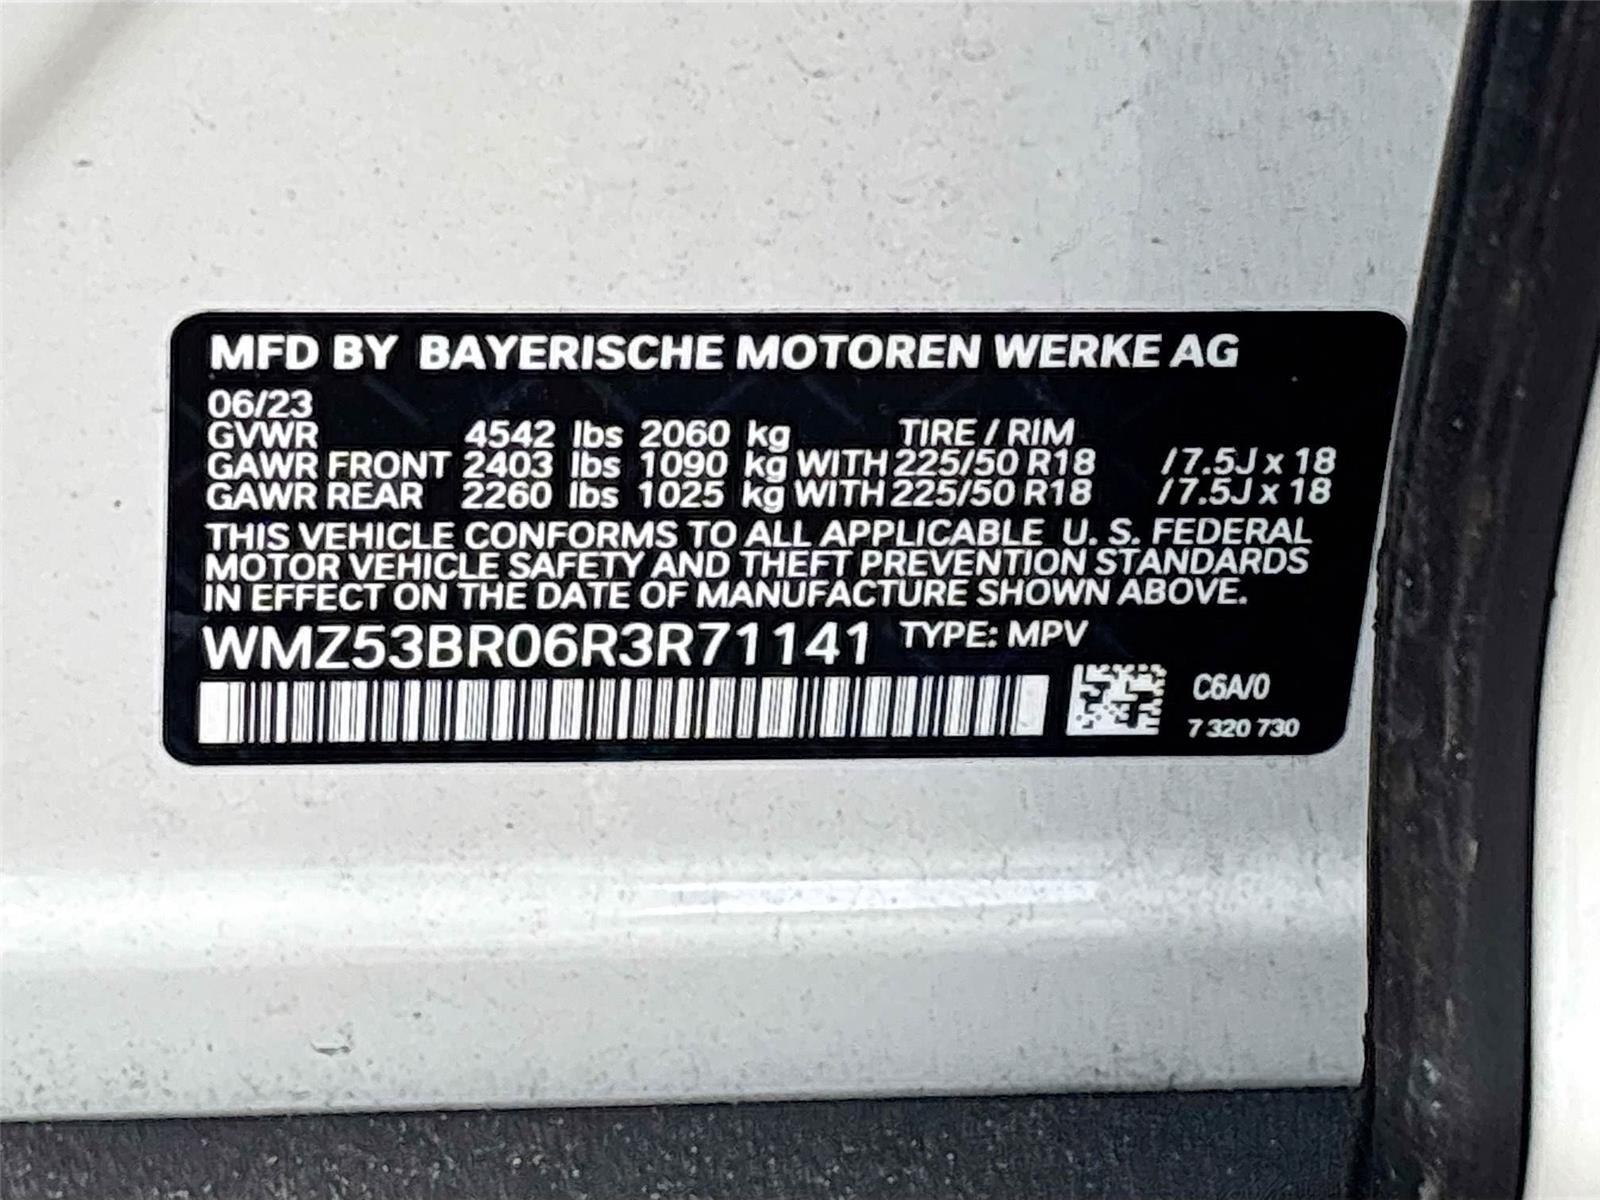 MFD BY BAYERISCHE MOTOREN WERKE AG
06/23
GVWR 4542 lbs 2060 kg TIRE / RIM
GAWR FRONT 2403 lbs 1090 kg WITH 225/50 R18 / 7.5J x 18
GAWR REAR 2260 lbs 1025 kg WITH 225/50 R18 / 7.5J x 18
THIS VEHICLE CONFORMS TO ALL APPLICABLE U. S. FEDERAL
MOTOR VEHICLE SAFETY AND THEFT PREVENTION STANDARDS
IN EFFECT ON THE DATE OF MANUFACTURE SHOWN ABOVE.
WMZ53BR06R3R71141 TYPE: MPV
C6A/0
7 320 730